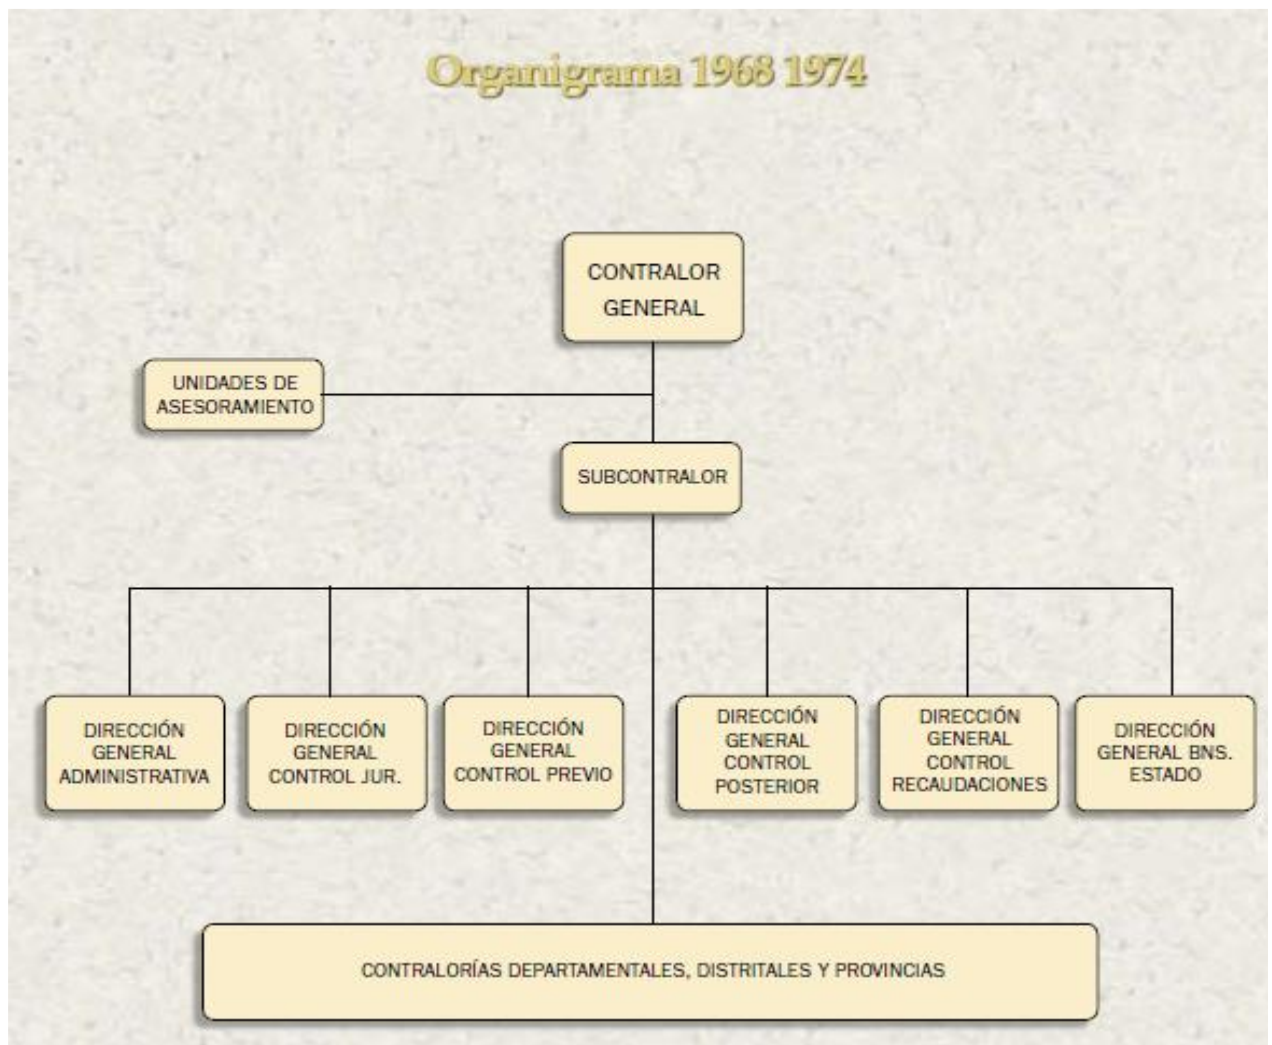 Organigrama 1968 1974
CONTRALOR
GENERAL
UNIDADES DE
ASESORAMIENTO
SUBCONTRALOR
DIRECCIÓN
GENERAL
ADMINISTRATIVA
DIRECCIÓN
GENERAL
CONTROL JUR.
DIRECCIÓN
GENERAL
CONTROL PREVIO
DIRECCIÓN
GENERAL
CONTROL
POSTERIOR
DIRECCIÓN
GENERAL
CONTROL
RECAUDACIONES
DIRECCIÓN
GENERAL BNS.
ESTADO
CONTRALORÍAS DEPARTAMENTALES, DISTRITALES Y PROVINCIAS